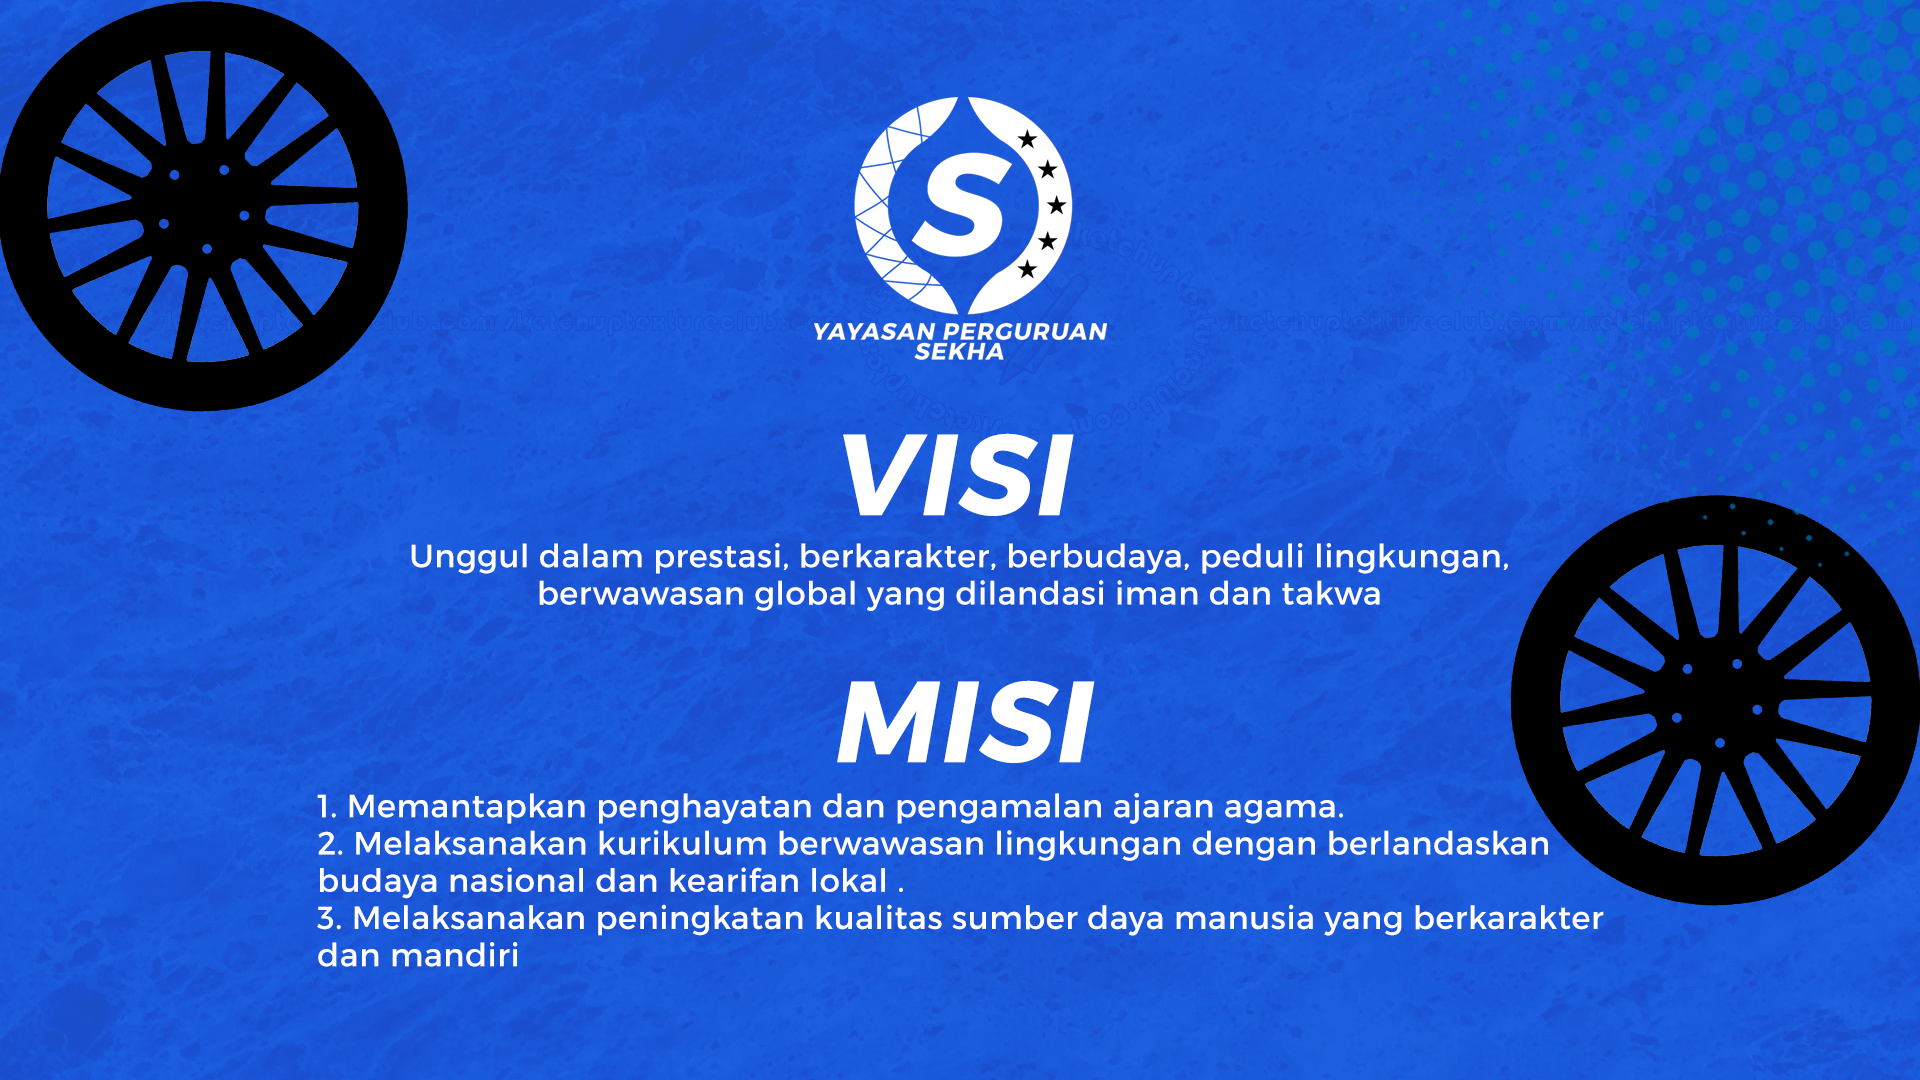 S
YAYASAN PERGURUAN
SEKHA
VISI
Unggul dalam prestasi, berkarakter, berbudaya, peduli lingkungan,
berwawasan global yang dilandasi iman dan takwa
MISI
1. Memantapkan penghayatan dan pengamalan ajaran agama.
2. Melaksanakan kurikulum berwawasan lingkungan dengan berlandaskan
budaya nasional dan kearifan lokal .
3. Melaksanakan peningkatan kualitas sumber daya manusia yang berkarakter
dan mandiri